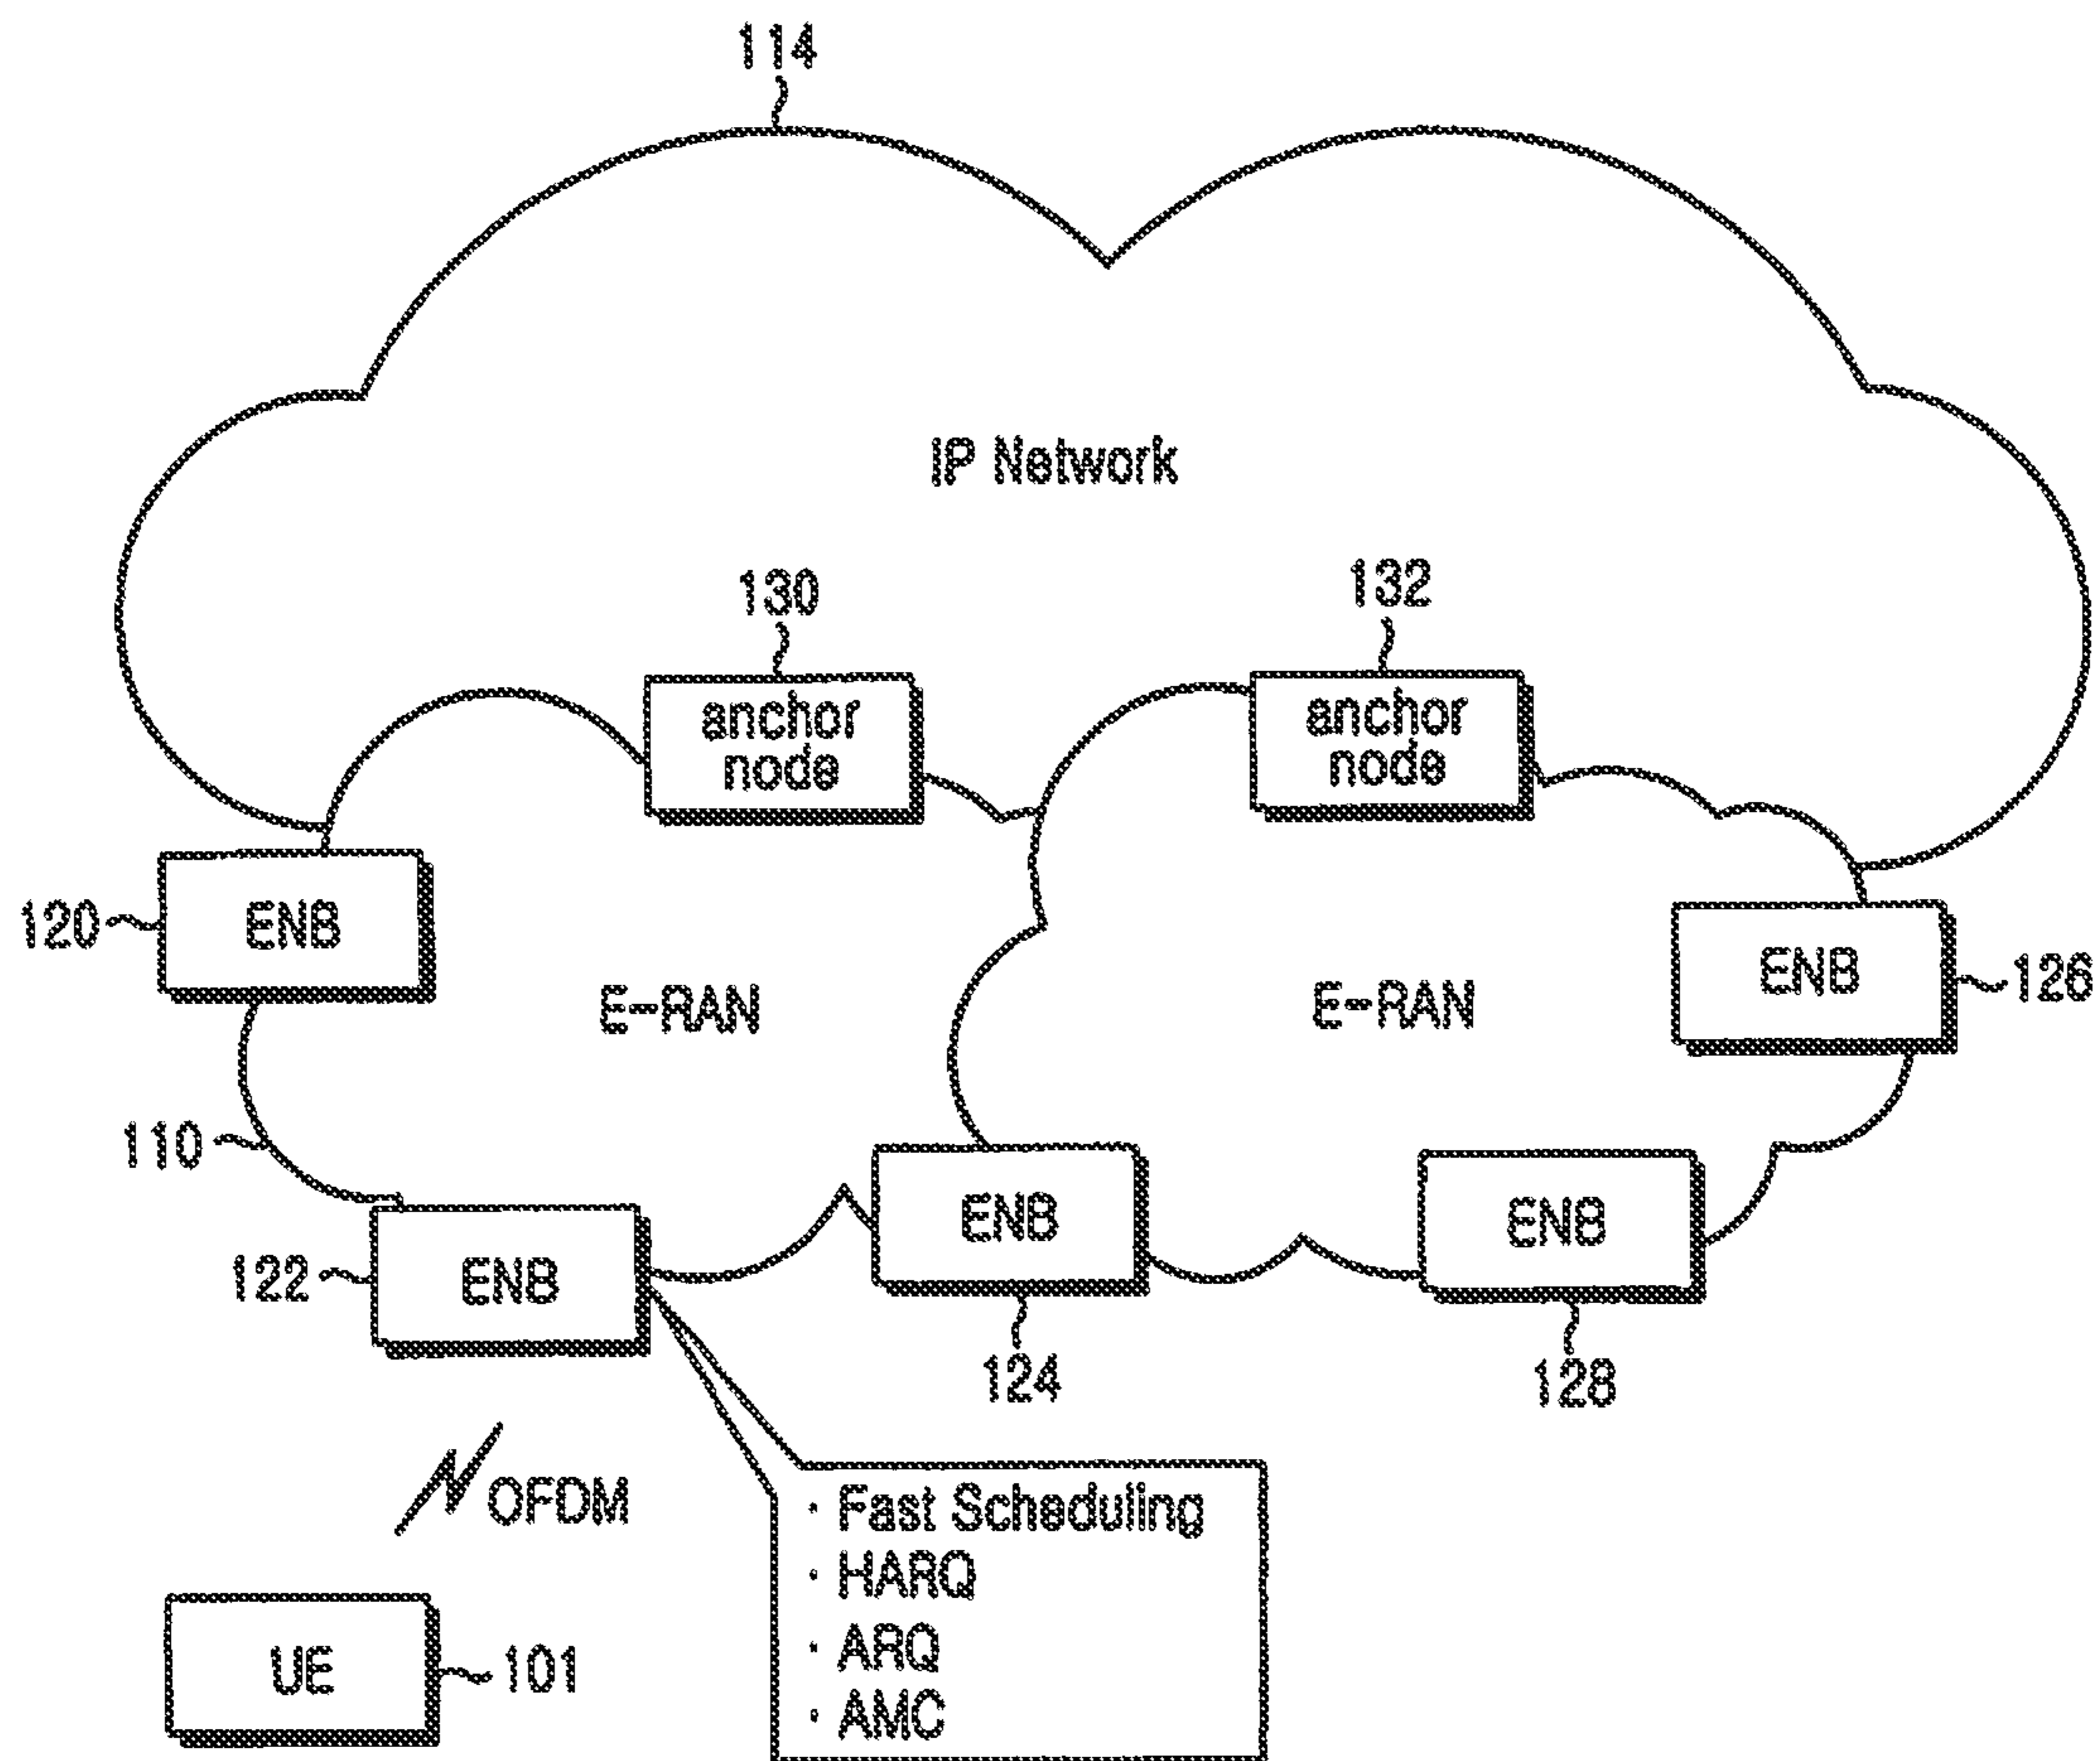 114
IP Network
130
132
anchor
node
anchor
node
120
ENB
E-RAN
E-RAN
ENB
126
110
ENB
ENB
122
ENB
124
128
OFDM
· Fast Scheduling
· HARQ
· ARQ
· AMC
UE
101